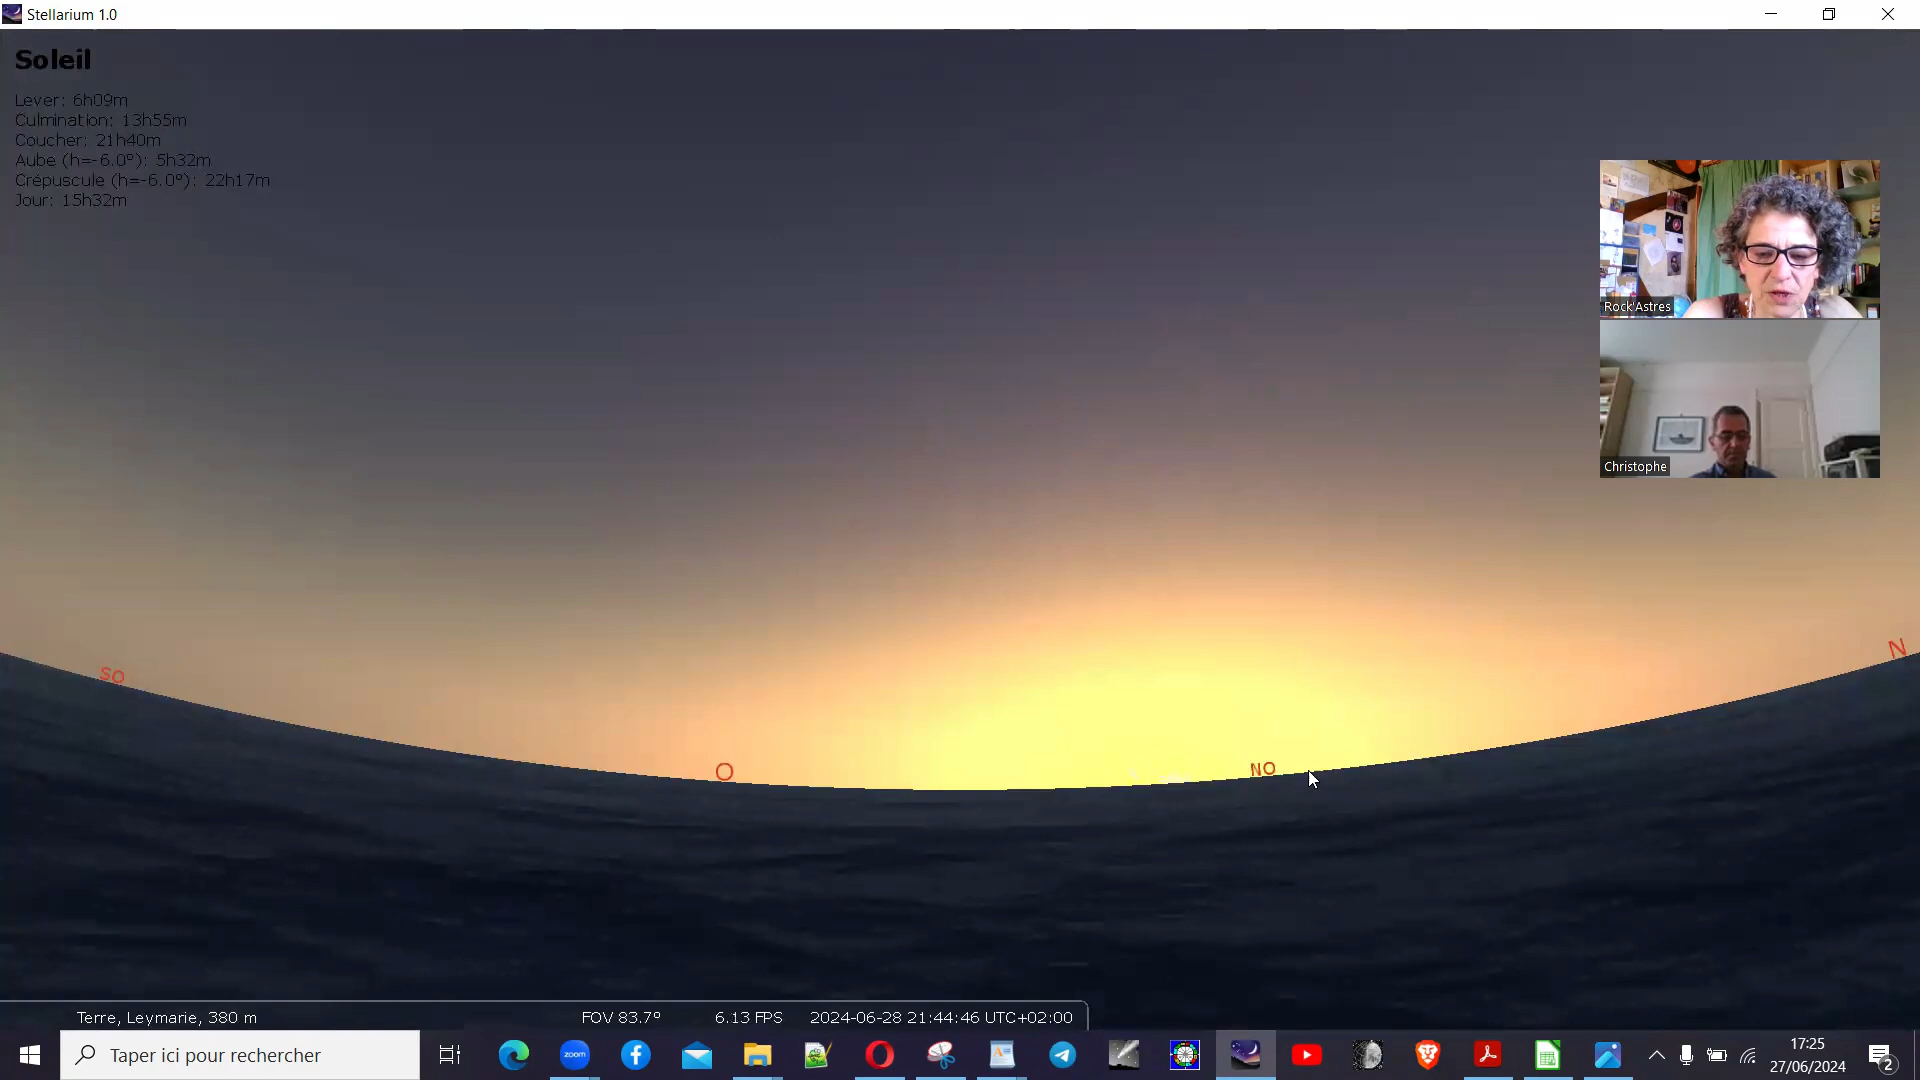 Stellarium 1.0
Soleil
Lever: 6h09m
Culmination: 13h55m
Coucher: 21h40m
Aube (h=-6.0°): 5h32m
Crépuscule (h=-6.0°): 22h17m
Jour: 15h32m
Rock'Astres
Christophe
SO
O
NO
N
Terre, Leymarie, 380 m
FOV 83.7°
6.13 FPS
2024-06-28 21:44:46 UTC+02:00
Taper ici pour rechercher
zoom
17:25
27/06/2024
2